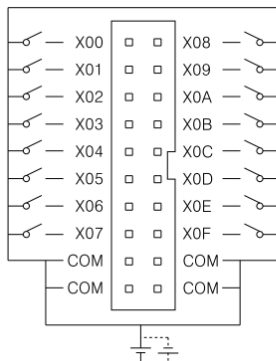 X00 X08
X01 X09
X02 X0A
X03 X0B
X04 X0C
X05 X0D
X06 X0E
X07 X0F
COM COM
COM COM